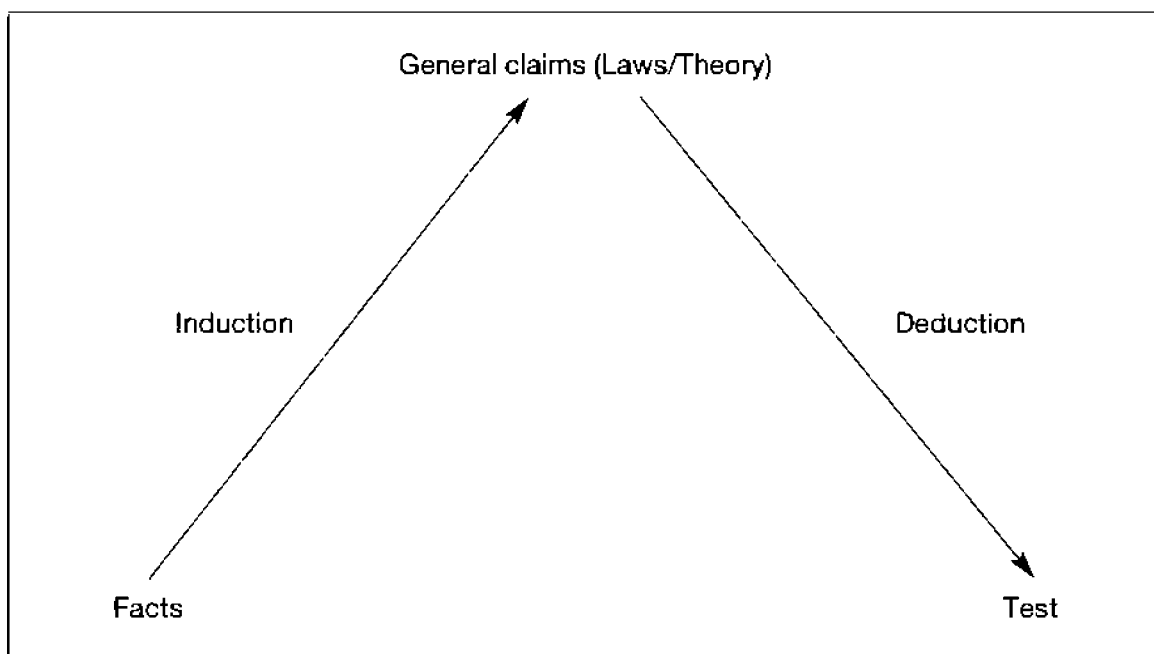 General claims (Laws/Theory)
Induction
Deduction
Facts
Test